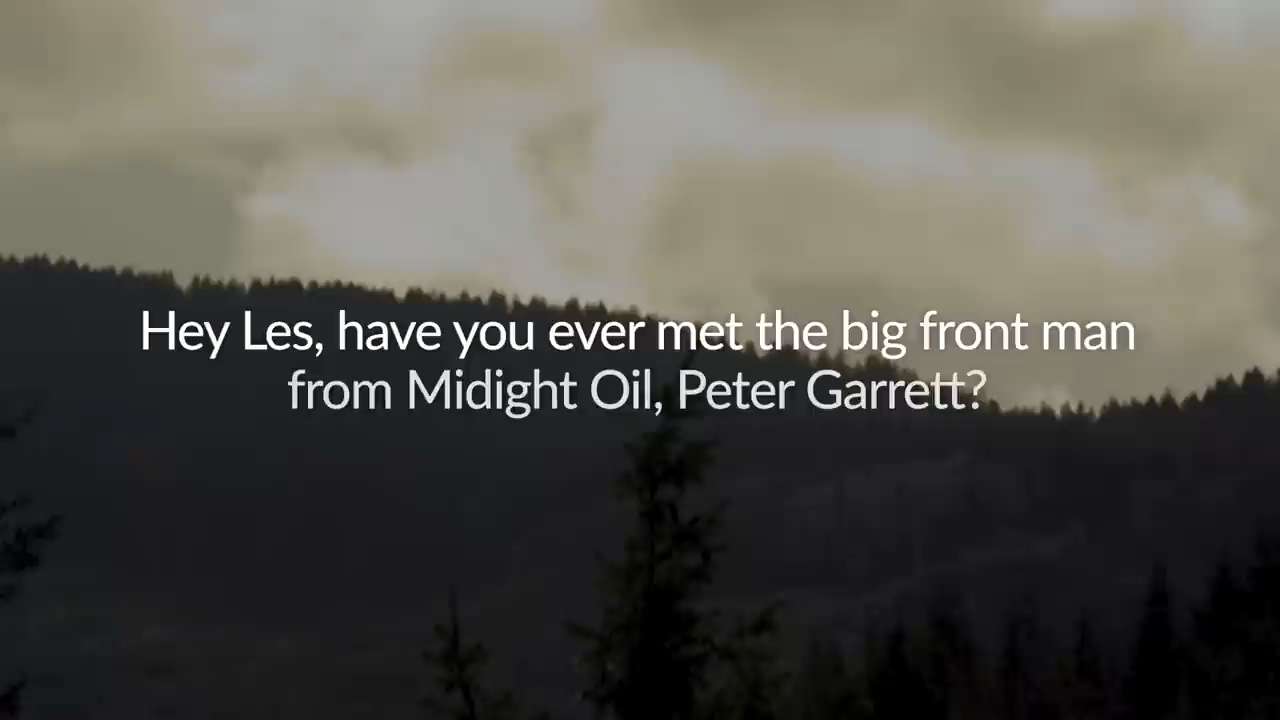 Hey Les, have you ever met the big front man
from Midight Oil, Peter Garrett?